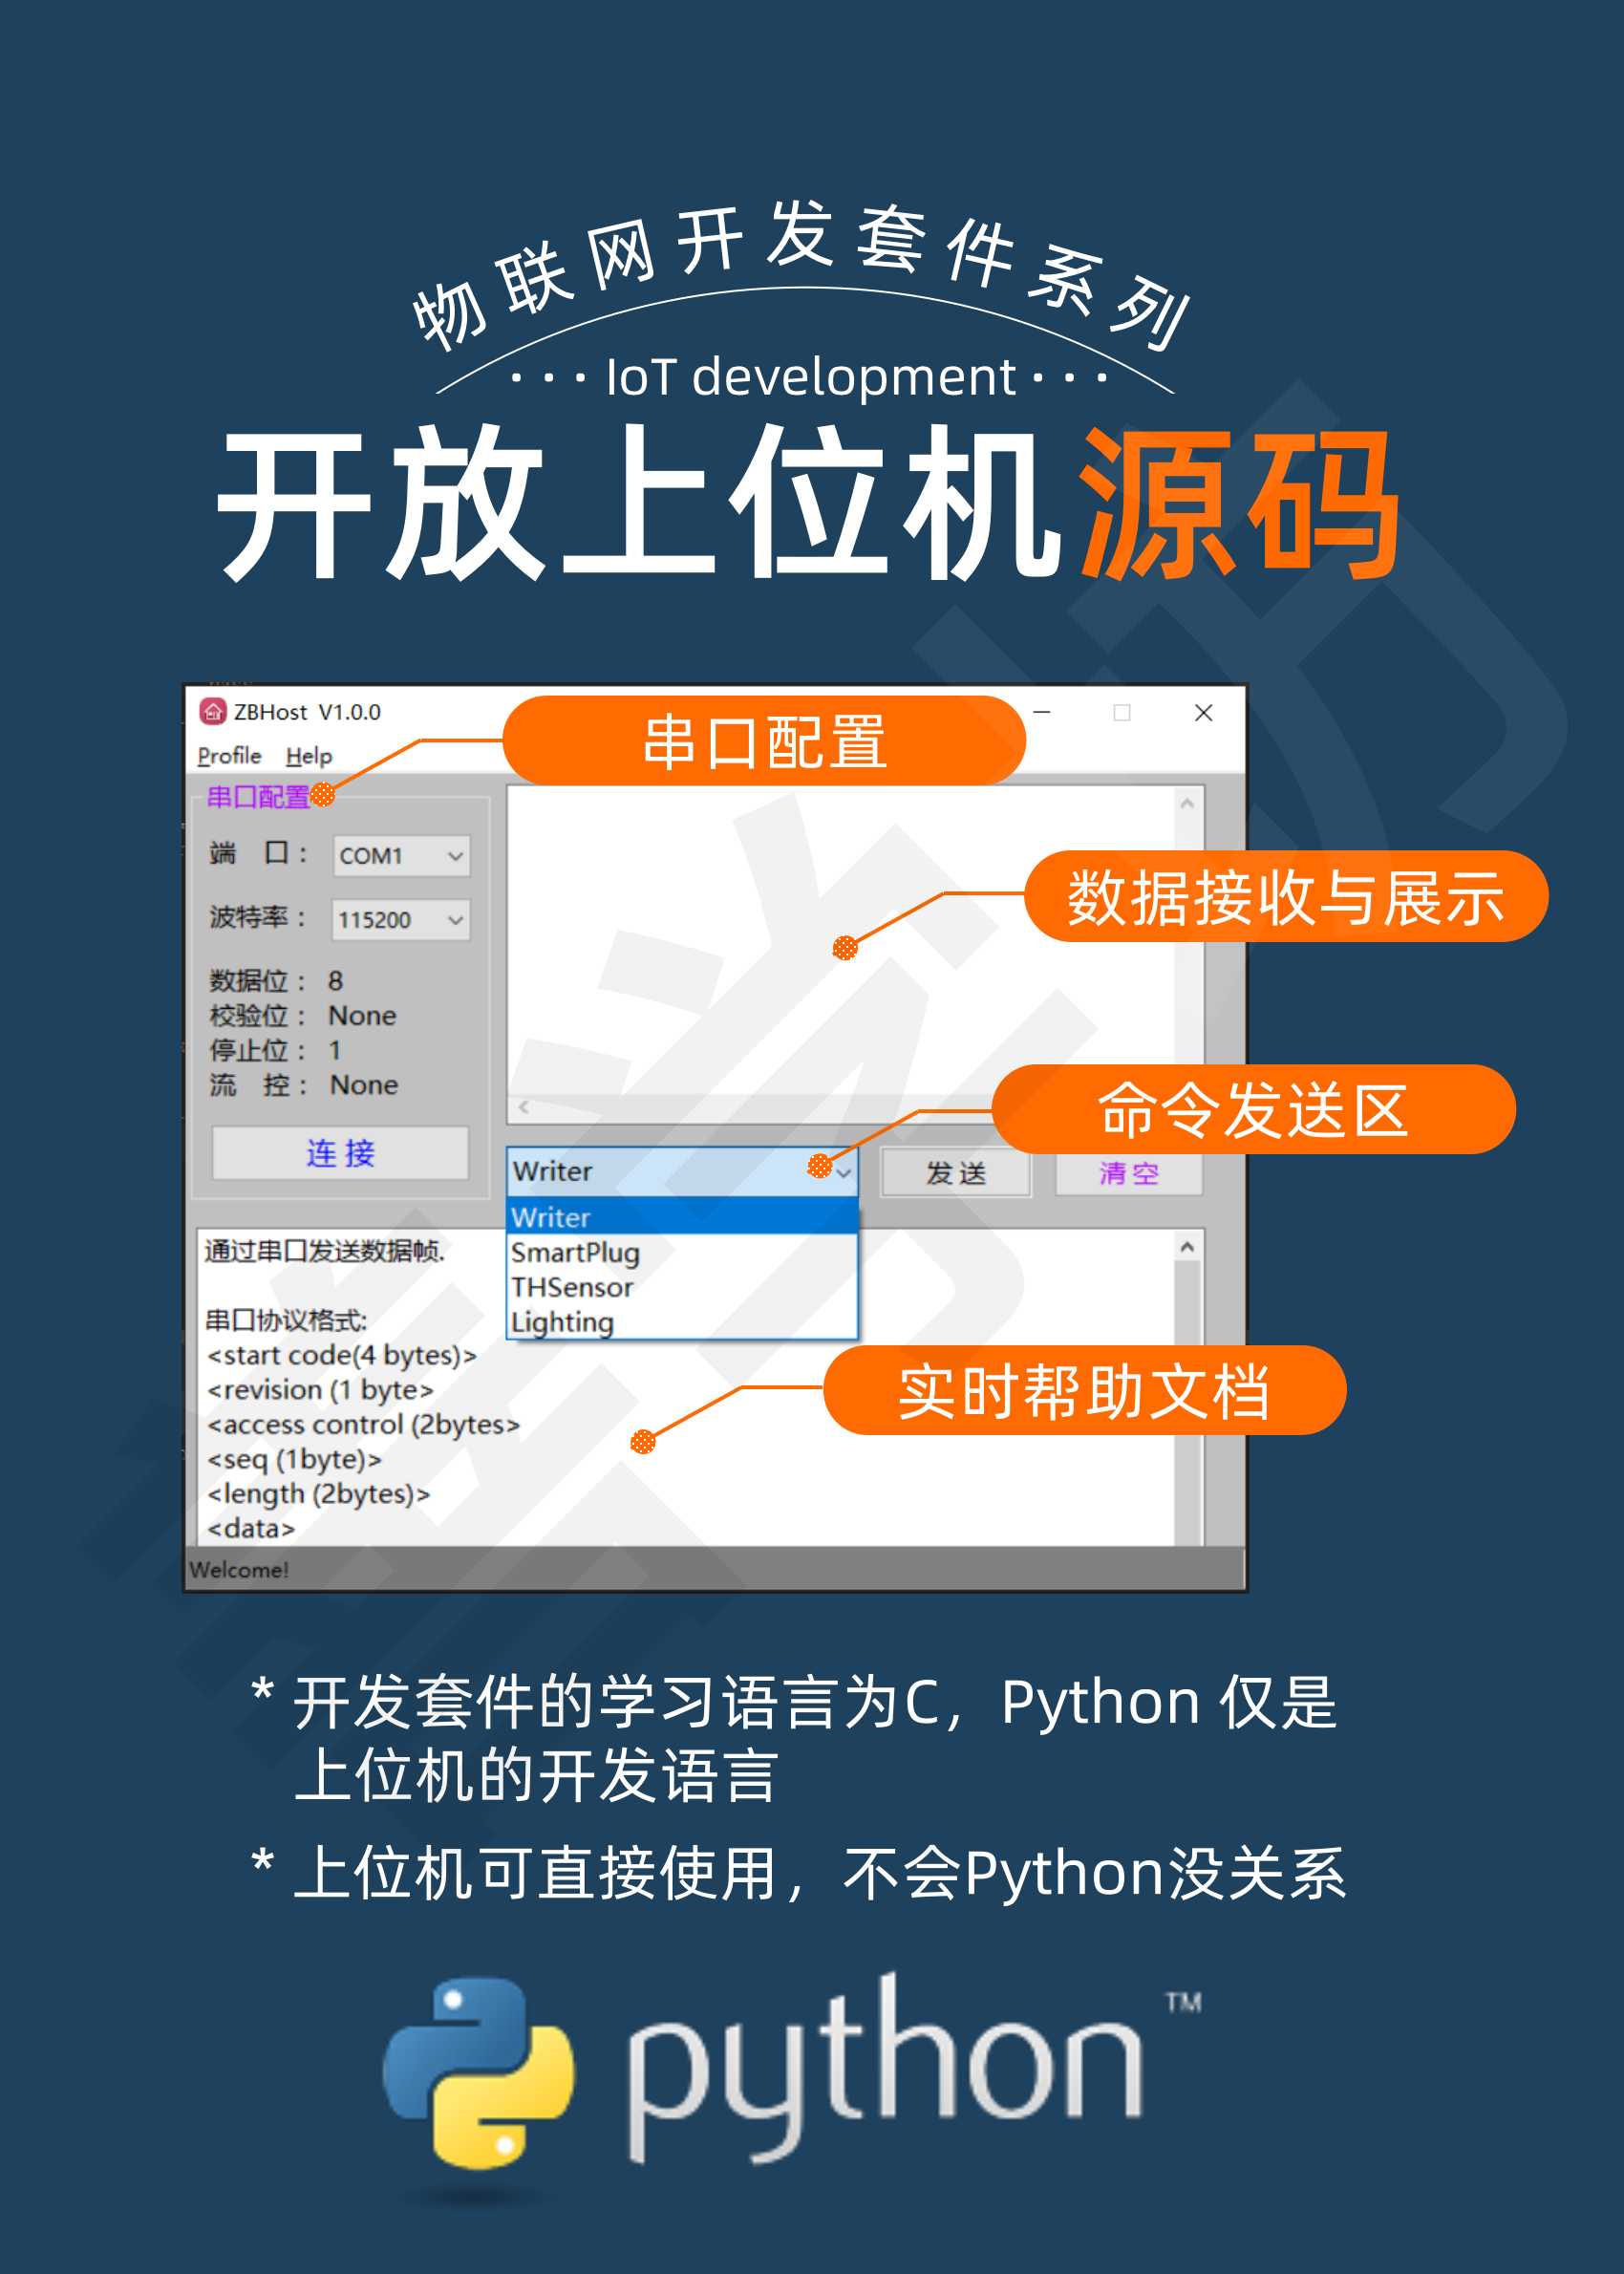 物联网开发套件系列
··· IoT development ···
开放上位机源码
ZBHost V1.0.0
串口配置
Profile Help
串口配置
端 口： COM1
数据接收与展示
波特率： 115200
数据位： 8
校验位： None
停止位： 1
流 控： None
命令发送区
连 接
Writer
发 送
清 空
Writer
SmartPlug
THSensor
Lighting
通过串口发送数据帧.
串口协议格式:
<start code(4 bytes)>
<revision (1 byte>
实时帮助文档
<access control (2bytes>
<seq (1byte)>
<length (2bytes)>
<data>
Welcome!
* 开发套件的学习语言为C，Python 仅是
上位机的开发语言
* 上位机可直接使用，不会Python没关系
python TM